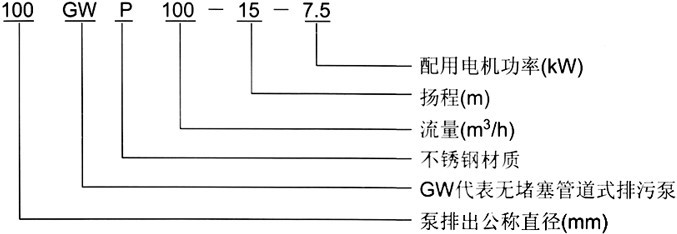 100 GW P 100 - 15 - 7.5
配用电机功率(kW)
扬程(m)
流量(m³/h)
不锈钢材质
GW代表无堵塞管道式排污泵
泵排出公称直径(mm)